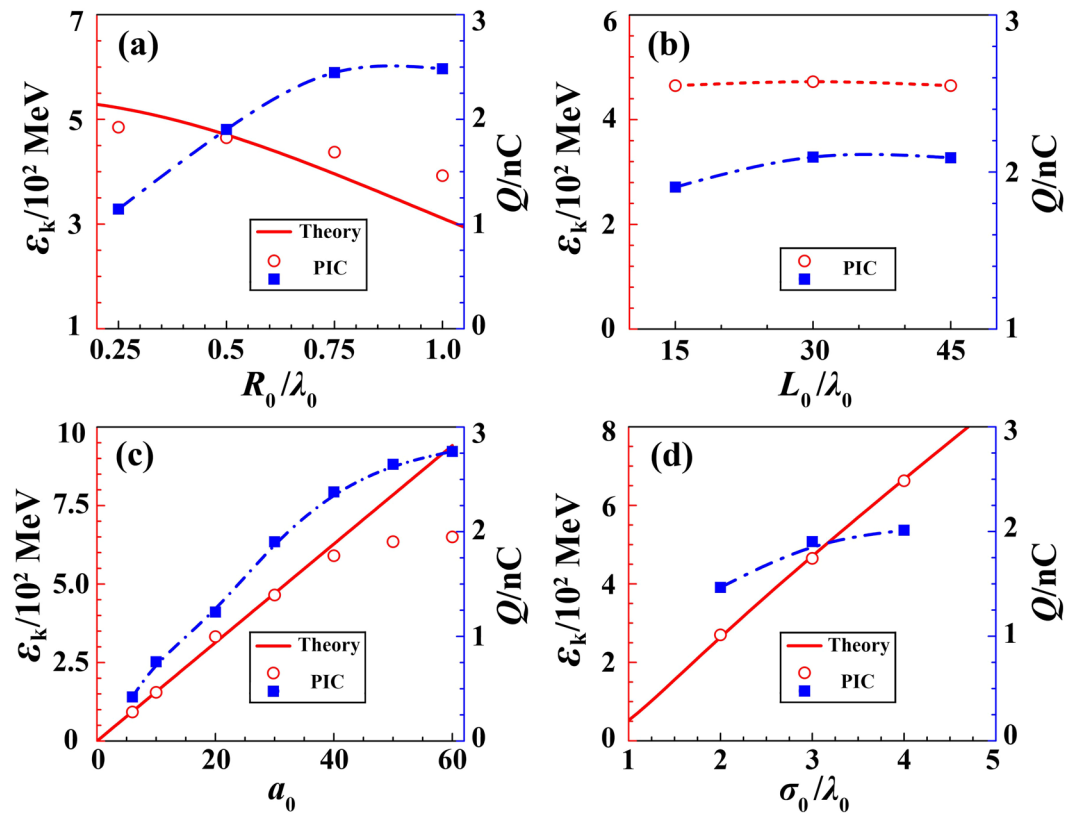 (a)
7
5
3
1
ε_k/10² MeV
3
2
1
0
Q/nC
Theory
PIC
0.25 0.5 0.75 1.0
R₀/λ₀
(b)
6
4
2
0
ε_k/10² MeV
3
2
1
Q/nC
PIC
15 30 45
L₀/λ₀
(c)
10
7.5
5.0
2.5
0
ε_k/10² MeV
3
2
1
0
Q/nC
Theory
PIC
0 20 40 60
a₀
(d)
8
6
4
2
0
ε_k/10² MeV
3
2
1
0
Q/nC
Theory
PIC
1 2 3 4 5
σ₀/λ₀